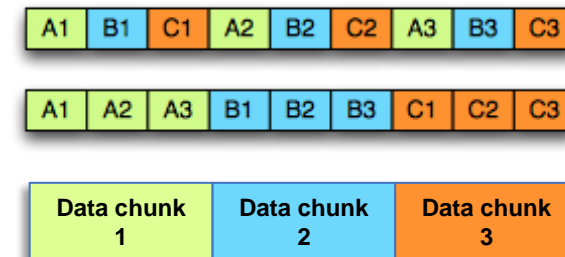 A1 B1 C1 A2 B2 C2 A3 B3 C3
A1 A2 A3 B1 B2 B3 C1 C2 C3
Data chunk Data chunk Data chunk
1 2 3